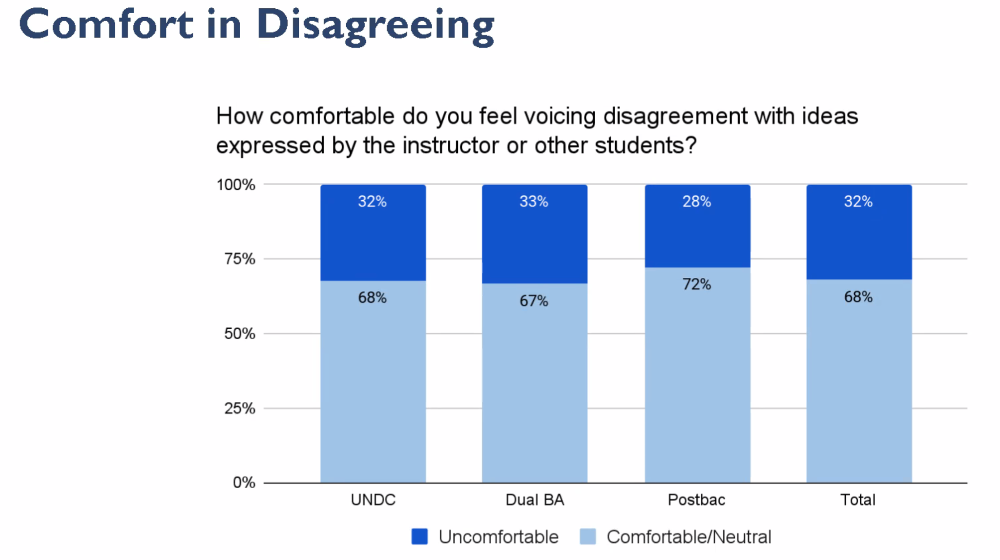 Comfort in Disagreeing
How comfortable do you feel voicing disagreement with ideas
expressed by the instructor or other students?
100%
75%
50%
25%
0%
32%
33%
28%
32%
68%
67%
72%
68%
UNDC
Dual BA
Postbac
Total
Uncomfortable
Comfortable/Neutral